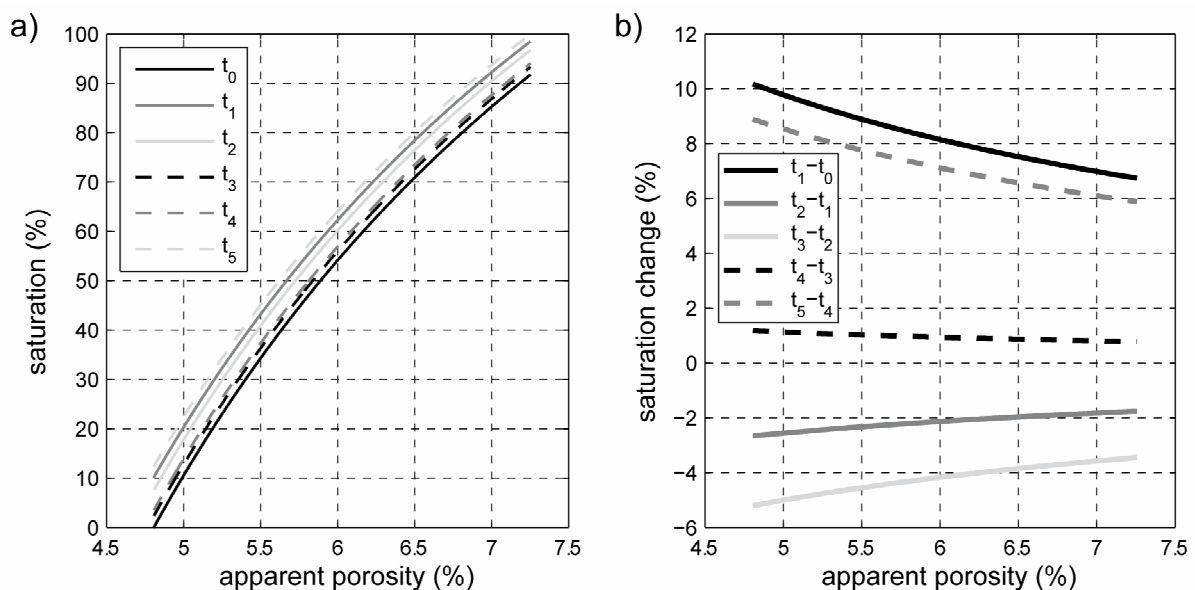 a)
100
90
80
70
60
50
40
30
20
10
0
saturation (%)
t₀
t₁
t₂
t₃
t₄
t₅
4.5 5 5.5 6 6.5 7 7.5
apparent porosity (%)
b)
12
10
8
6
4
2
0
−2
−4
−6
saturation change (%)
t₁−t₀
t₂−t₁
t₃−t₂
t₄−t₃
t₅−t₄
4.5 5 5.5 6 6.5 7 7.5
apparent porosity (%)